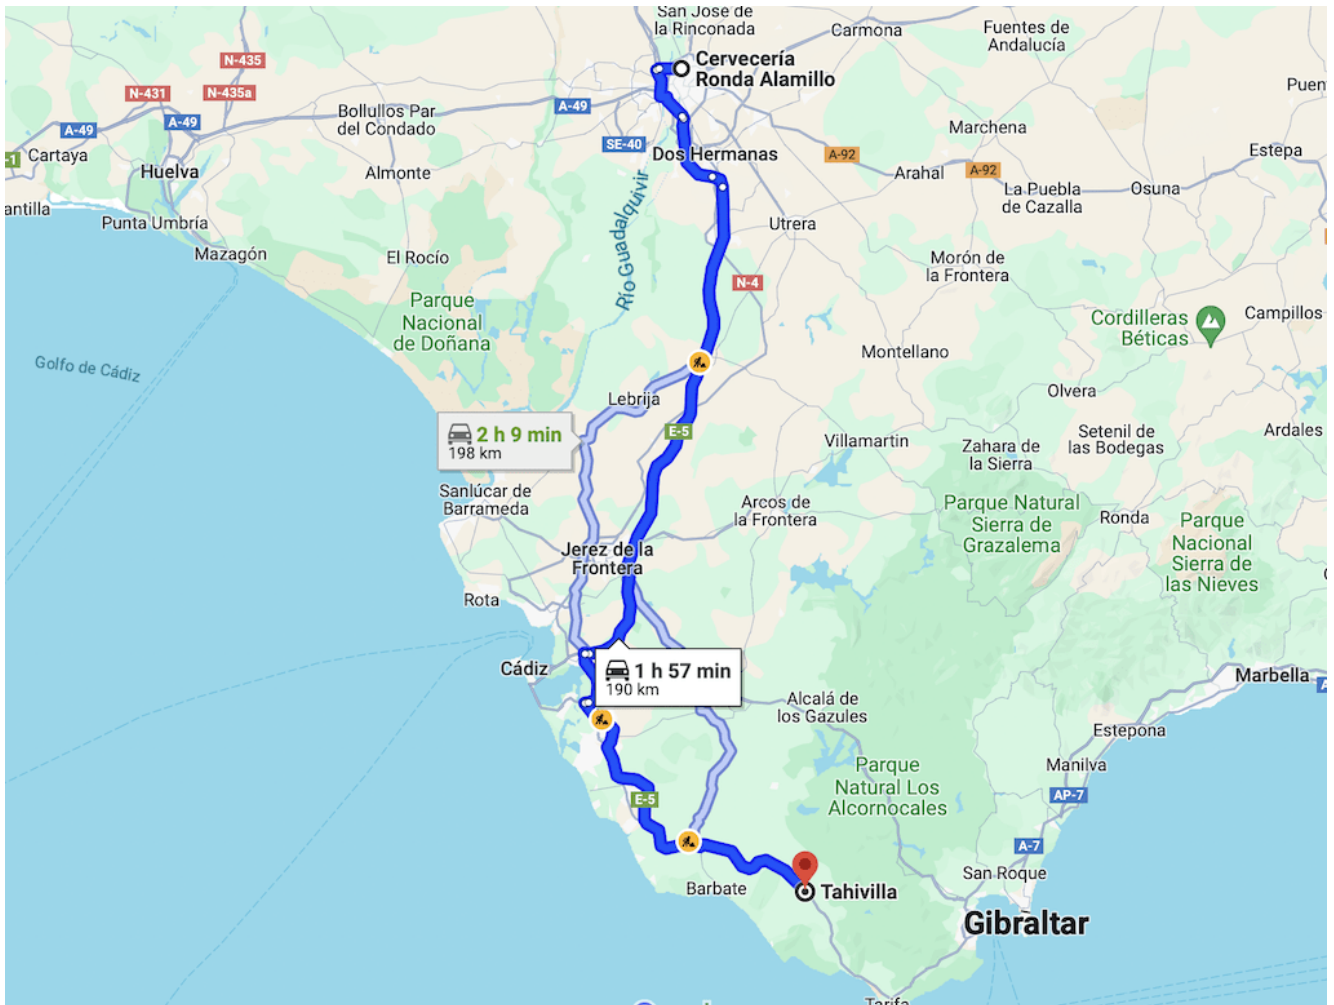 San José de
la Rinconada
Carmona
Fuentes de
Andalucía
N-435
Cervecería
Ronda Alamillo
N-431
N-435a
Bollullos Par
del Condado
A-49
A-49
A-49
SE-40
Marchena
Cartaya
Huelva
Almonte
Dos Hermanas
A-92
Arahal
A-92
Estepa
La Puebla
de Cazalla
Osuna
antilla
Punta Umbría
Mazagón
El Rocío
Río Guadalquivir
Utrera
Morón de
la Frontera
N-4
Parque
Nacional
de Doñana
Cordilleras
Béticas
Campillos
Golfo de Cádiz
Montellano
Olvera
Lebrija
2 h 9 min
198 km
E-5
Villamartin
Zahara de
la Sierra
Setenil de
las Bodegas
Ardales
Sanlúcar de
Barrameda
Arcos de
la Frontera
Parque Natural
Sierra de
Grazalema
Ronda
Parque
Nacional
Sierra de
las Nieves
Jerez de la
Frontera
Rota
Cádiz
1 h 57 min
190 km
Alcalá de
los Gazules
Marbella
Estepona
Parque
Natural Los
Alcornocales
Manilva
AP-7
E-5
A-7
San Roque
Barbate
Tahivilla
Gibraltar
Tarifa